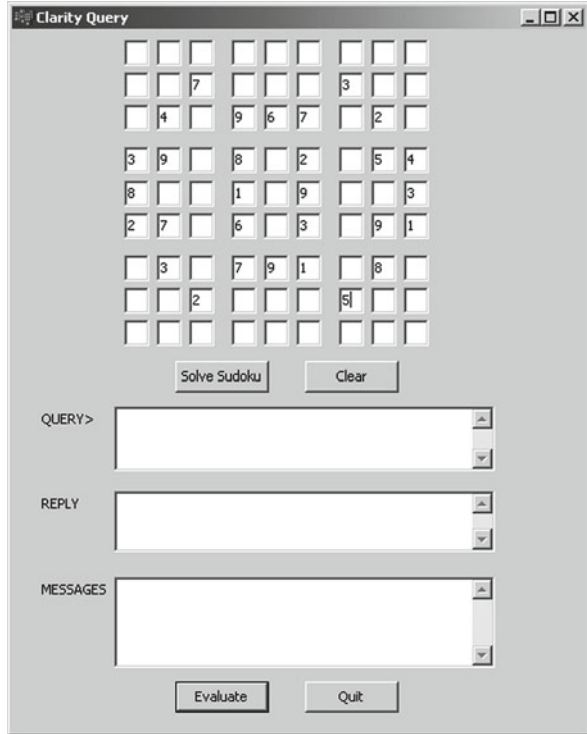 Clarity Query
7 3
4 9 6 7 2
3 9 8 2 5 4
8 1 9 3
2 7 6 3 9 1
3 7 9 1 8
2 5
Solve Sudoku Clear
QUERY>
REPLY
MESSAGES
Evaluate Quit